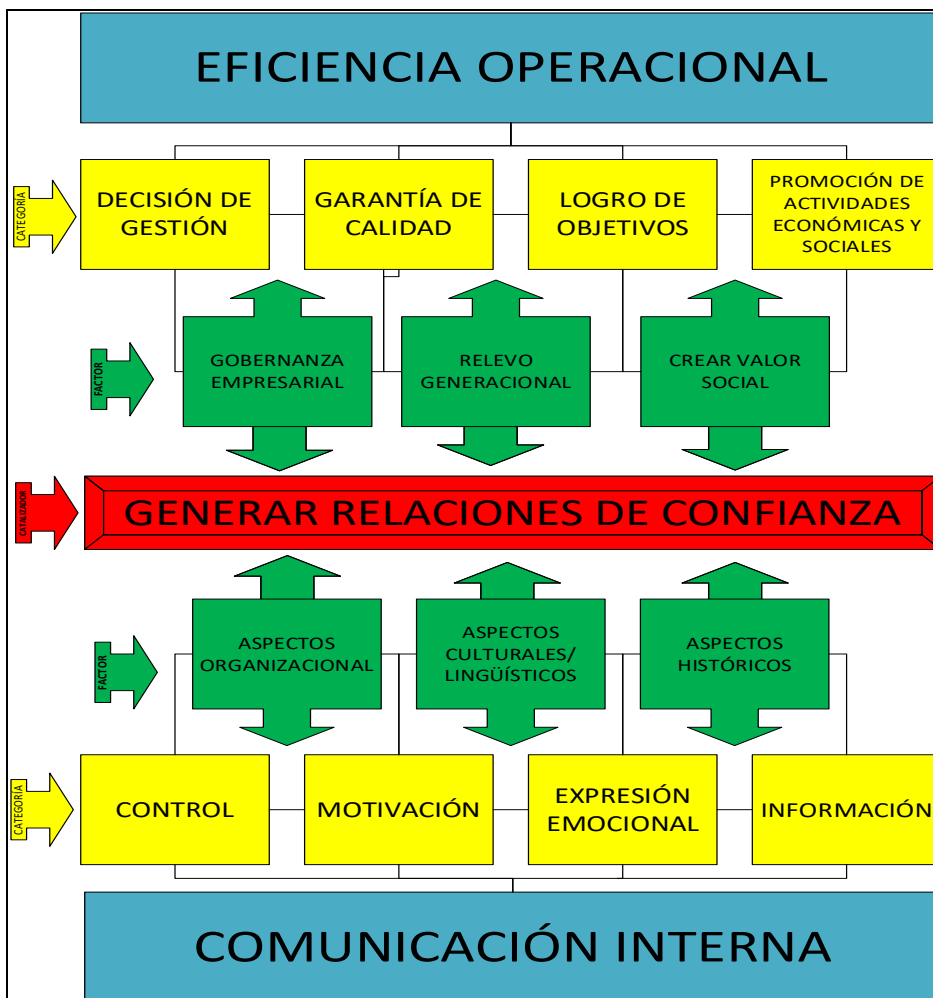 EFICIENCIA OPERACIONAL
CATEGORÍA
DECISIÓN DE
GESTIÓN
GARANTÍA DE
CALIDAD
LOGRO DE
OBJETIVOS
PROMOCIÓN DE
ACTIVIDADES
ECONÓMICAS Y
SOCIALES
FACTOR
GOBERNANZA
EMPRESARIAL
RELEVO
GENERACIONAL
CREAR VALOR
SOCIAL
CATALIZADOR
GENERAR RELACIONES DE CONFIANZA
FACTOR
ASPECTOS
ORGANIZACIONAL
ASPECTOS
CULTURALES/
LINGÜÍSTICOS
ASPECTOS
HISTÓRICOS
CATEGORÍA
CONTROL
MOTIVACIÓN
EXPRESIÓN
EMOCIONAL
INFORMACIÓN
COMUNICACIÓN INTERNA